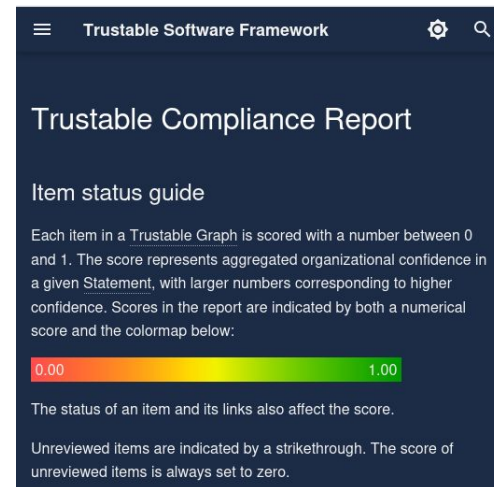 Trustable Software Framework
Trustable Compliance Report
Item status guide
Each item in a Trustable Graph is scored with a number between 0
and 1. The score represents aggregated organizational confidence in
a given Statement, with larger numbers corresponding to higher
confidence. Scores in the report are indicated by both a numerical
score and the colormap below:
0.00 1.00
The status of an item and its links also affect the score.
Unreviewed items are indicated by a strikethrough. The score of
unreviewed items is always set to zero.